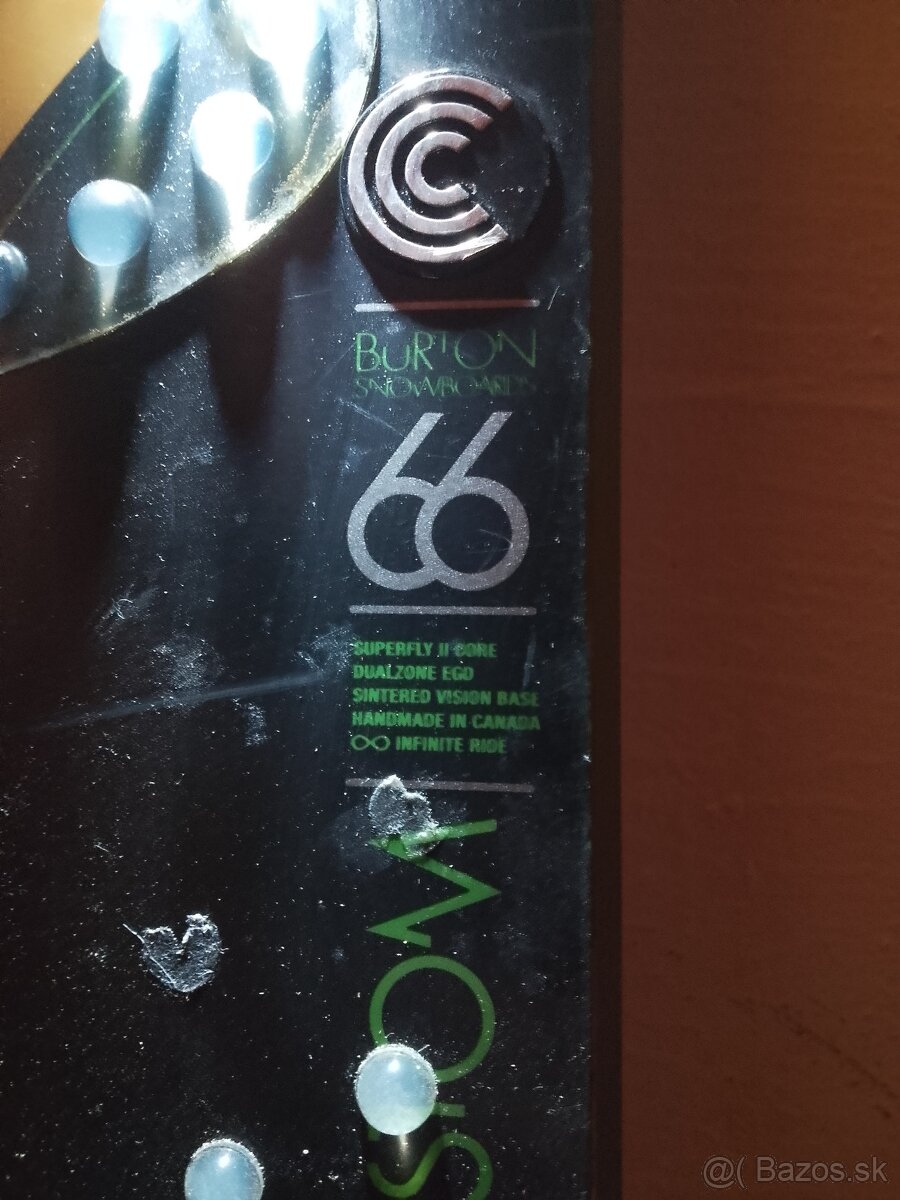 BURTON
SNOWBOARDS
66
SUPERFLY II CORE
DUALZONE EGD
SINTERED VISION BASE
HANDMADE IN CANADA
∞ INFINITE RIDE
@( Bazos.sk